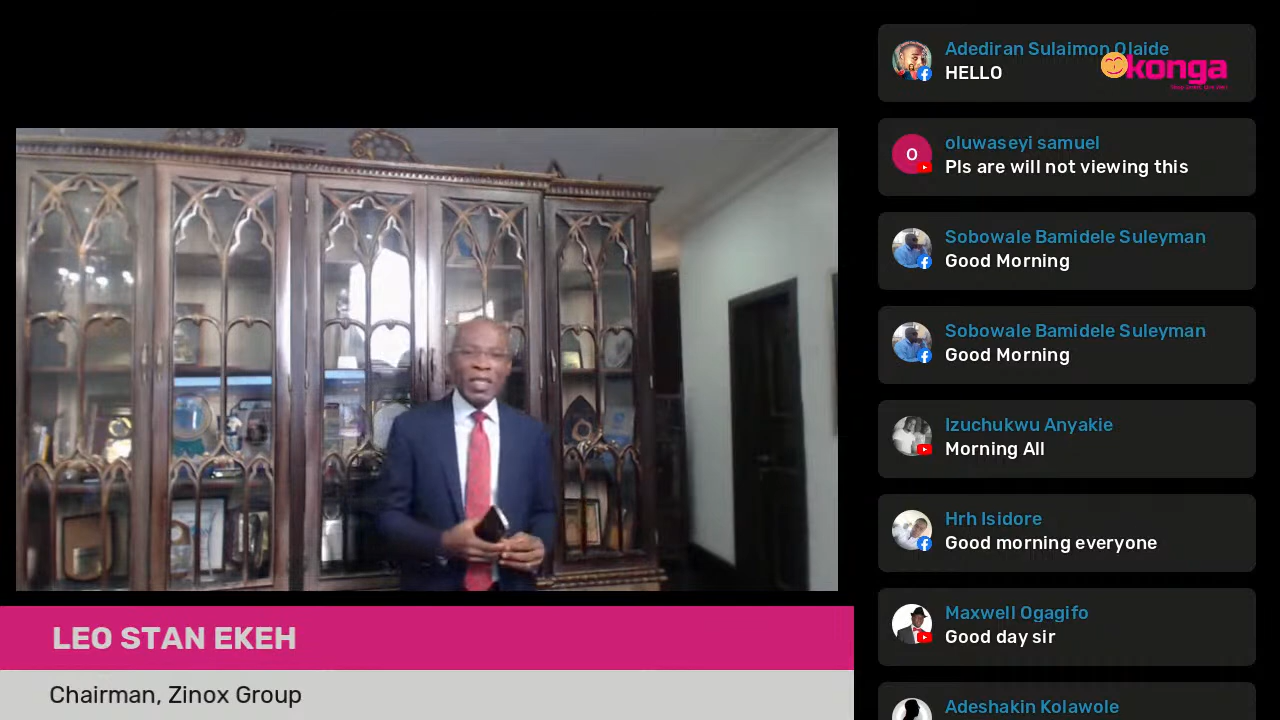 LEO STAN EKEH
Chairman, Zinox Group
Adediran Sulaimon Olaide
HELLO
konga
O
oluwaseyi samuel
Pls are will not viewing this
Sobowale Bamidele Suleyman
Good Morning
Sobowale Bamidele Suleyman
Good Morning
Izuchukwu Anyakie
Morning All
Hrh Isidore
Good morning everyone
Maxwell Ogagifo
Good day sir
Adeshakin Kolawole